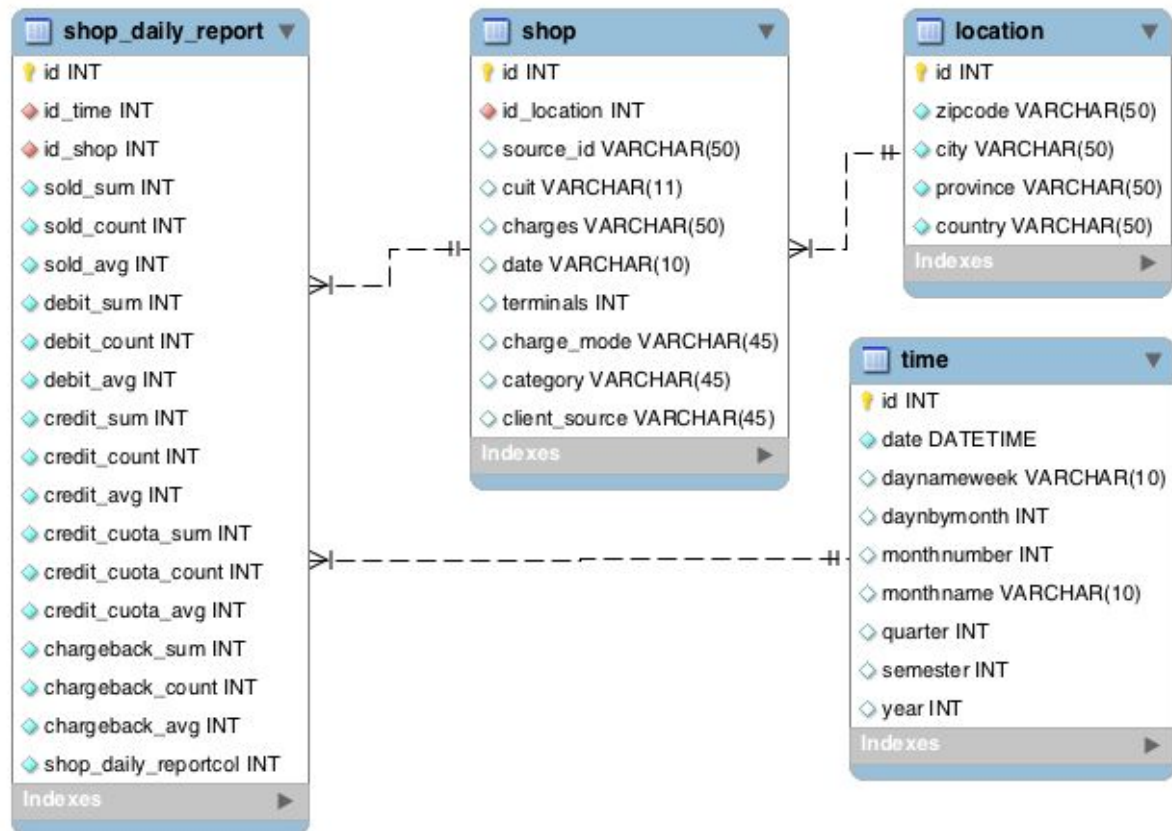 shop_daily_report
id INT
id_time INT
id_shop INT
sold_sum INT
sold_count INT
sold_avg INT
debit_sum INT
debit_count INT
debit_avg INT
credit_sum INT
credit_count INT
credit_avg INT
credit_cuota_sum INT
credit_cuota_count INT
credit_cuota_avg INT
chargeback_sum INT
chargeback_count INT
chargeback_avg INT
shop_daily_reportcol INT
Indexes
shop
id INT
id_location INT
source_id VARCHAR(50)
cuit VARCHAR(11)
charges VARCHAR(50)
date VARCHAR(10)
terminals INT
charge_mode VARCHAR(45)
category VARCHAR(45)
client_source VARCHAR(45)
Indexes
location
id INT
zipcode VARCHAR(50)
city VARCHAR(50)
province VARCHAR(50)
country VARCHAR(50)
Indexes
time
id INT
date DATETIME
daynameweek VARCHAR(10)
daynbymonth INT
monthnumber INT
monthname VARCHAR(10)
quarter INT
semester INT
year INT
Indexes